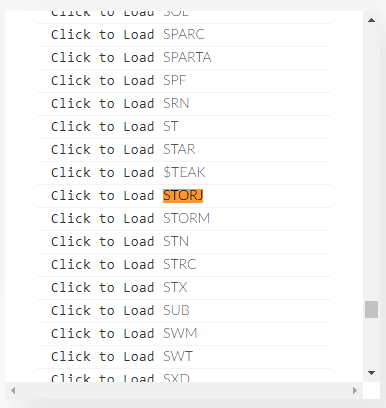 Click to Load SOL
Click to Load SPARC
Click to Load SPARTA
Click to Load SPF
Click to Load SRN
Click to Load ST
Click to Load STAR
Click to Load $TEAK
Click to Load STORJ
Click to Load STORM
Click to Load STN
Click to Load STRC
Click to Load STX
Click to Load SUB
Click to Load SWM
Click to Load SWT
Click to Load SXD